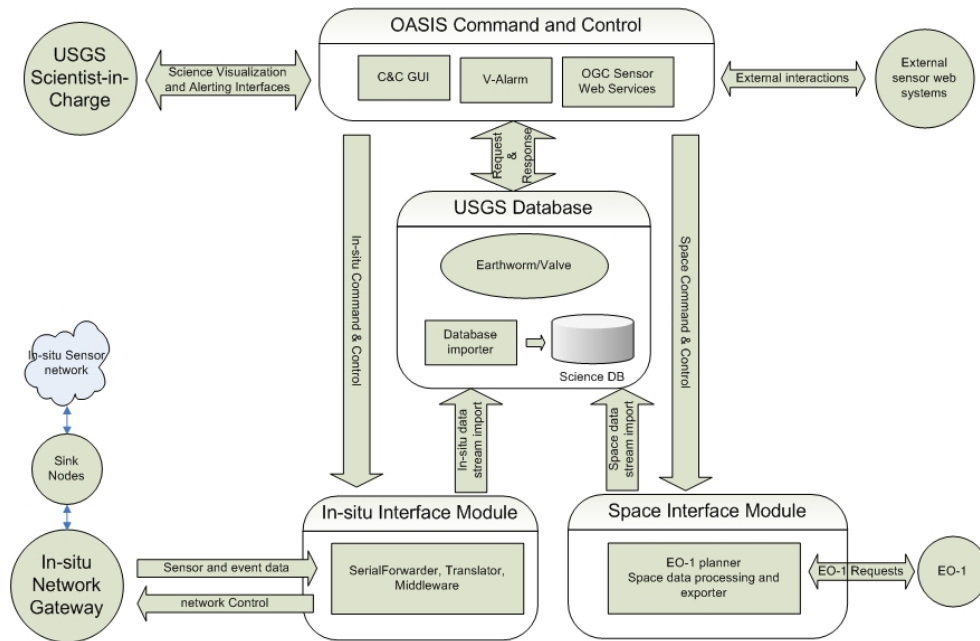 OASIS Command and Control
USGS
Scientist-in-
Charge
Science Visualization
and Alerting Interfaces
C&C GUI
V-Alarm
OGC Sensor
Web Services
External interactions
External
sensor web
systems
Request
&
Response
USGS Database
Earthworm/Valve
Database
importer
Science DB
In-situ Command & Control
Space Command & Control
In-situ Sensor
network
Sink
Nodes
In-situ
Network
Gateway
In-situ data
stream import
Space data
stream import
In-situ Interface Module
SerialForwarder, Translator,
Middleware
Sensor and event data
network Control
Space Interface Module
EO-1 planner
Space data processing and
exporter
EO-1 Requests
EO-1